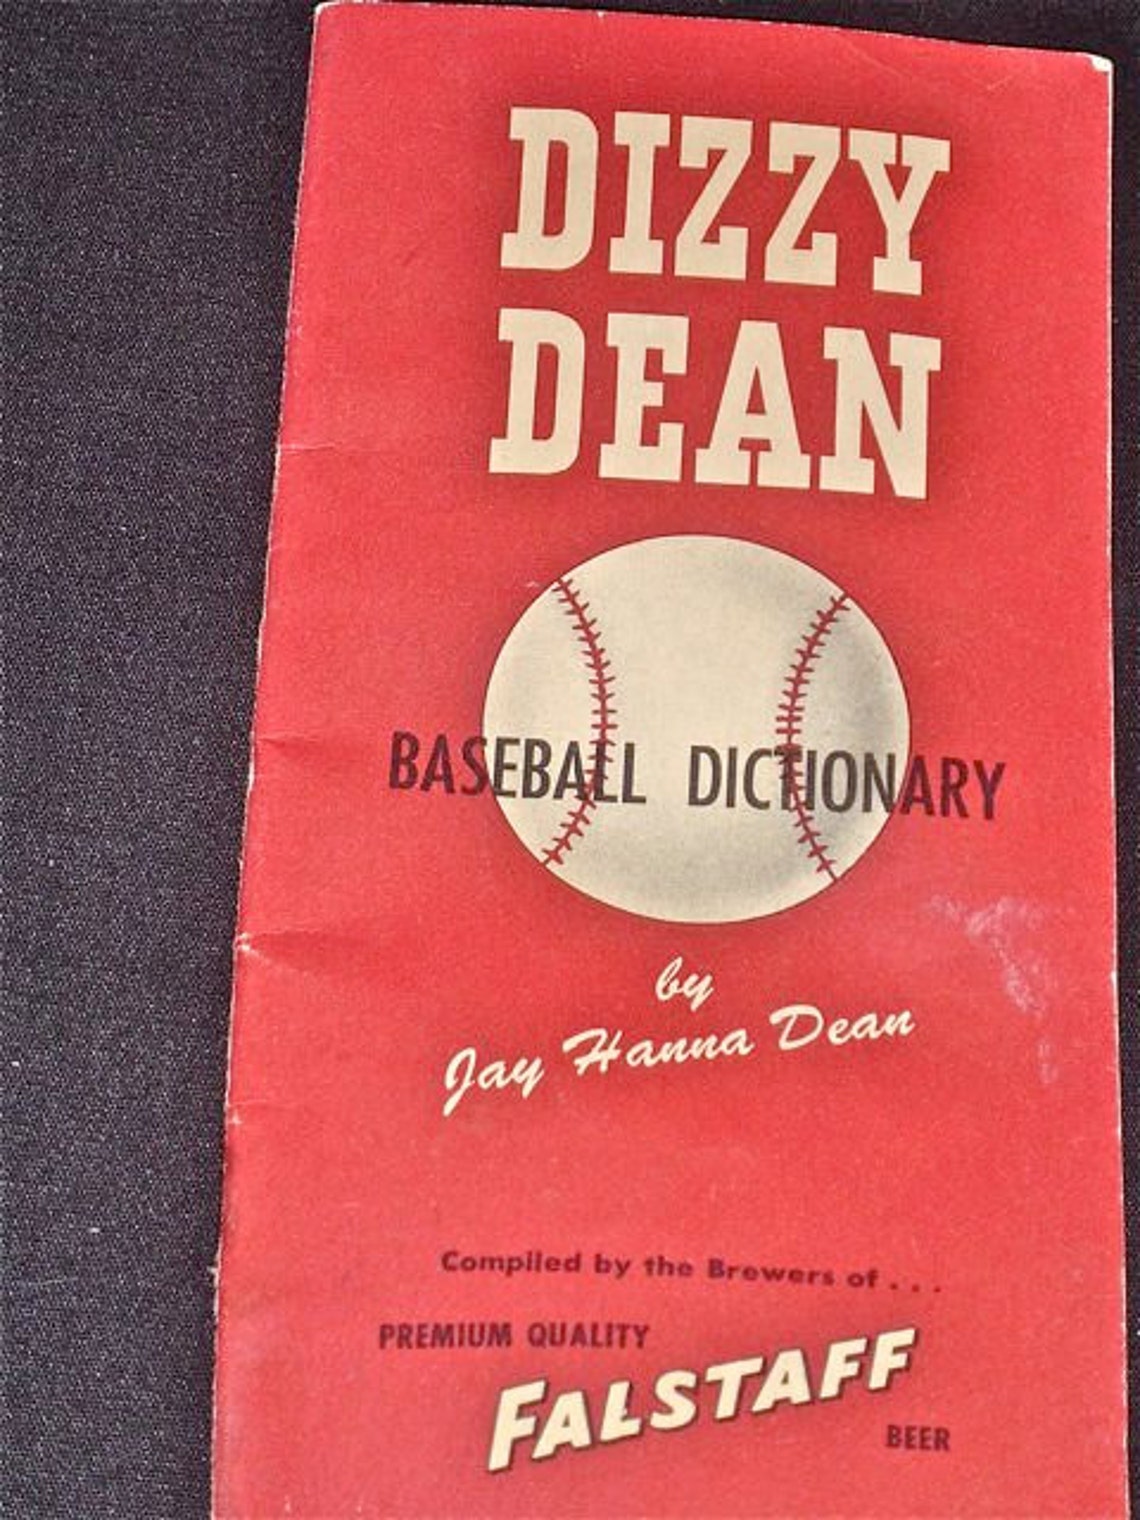 DIZZY
DEAN
BASEBALL DICTIONARY
by
Jay Hanna Dean
Compiled by the Brewers of . . .
PREMIUM QUALITY
FALSTAFF
BEER